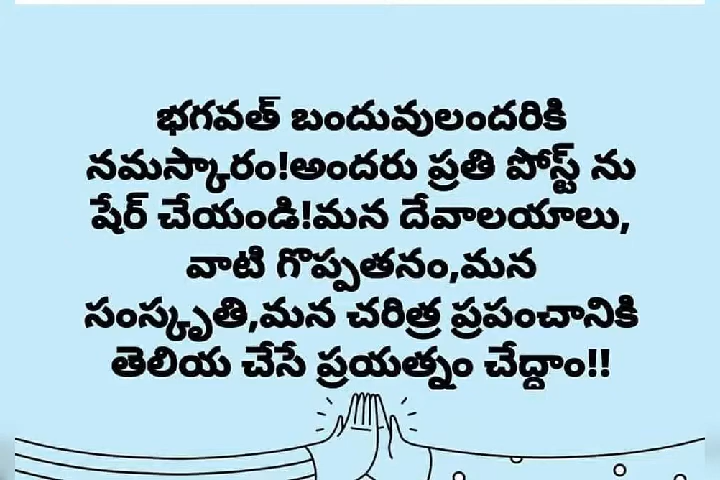 భగవత్ బందువులందరికి
నమస్కారం!అందరు ప్రతి పోస్ట్ ను
షేర్ చేయండి!మన దేవాలయాలు,
వాటి గొప్పతనం,మన
సంస్కృతి,మన చరిత్ర ప్రపంచానికి
తెలియ చేసే ప్రయత్నం చేద్దాం!!